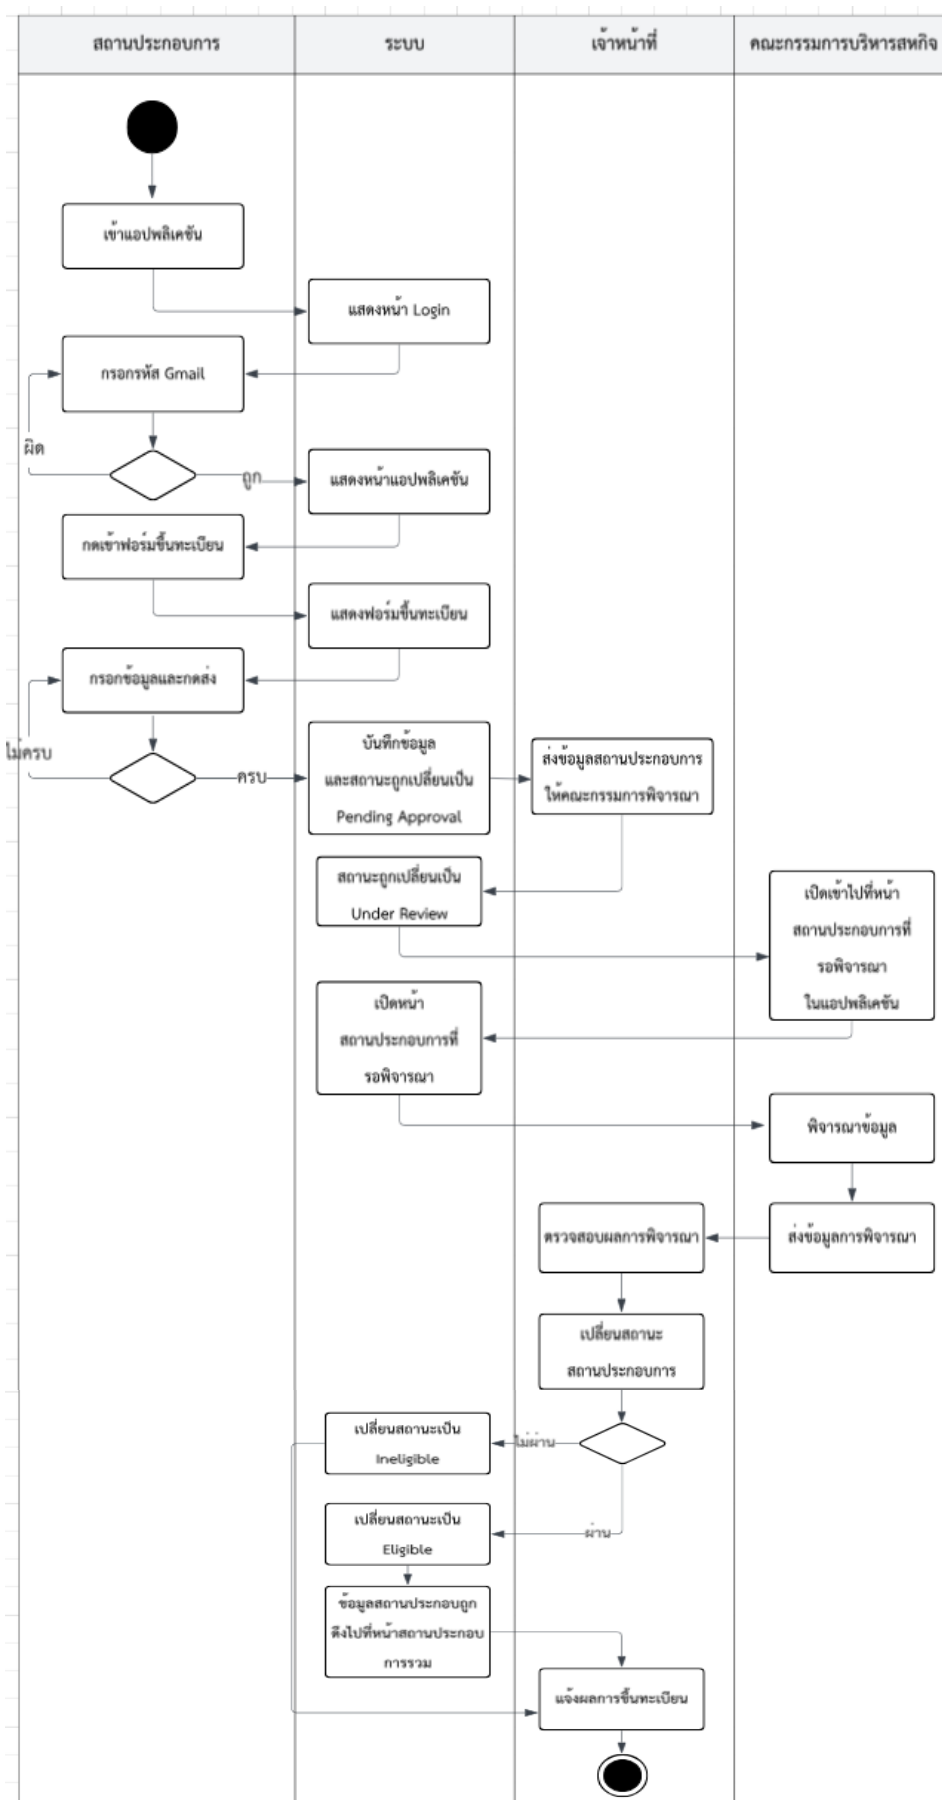 สถานประกอบการ
ระบบ
เจ้าหน้าที่
คณะกรรมการบริหารสหกิจ
เข้าแอปพลิเคชัน
แสดงหน้า Login
กรอกรหัส Gmail
ผิด
ถูก
แสดงหน้าแอปพลิเคชัน
กดเข้าฟอร์มขึ้นทะเบียน
แสดงฟอร์มขึ้นทะเบียน
กรอกข้อมูลและกดส่ง
ไม่ครบ
ครบ
บันทึกข้อมูล
และสถานะถูกเปลี่ยนเป็น
Pending Approval
ส่งข้อมูลสถานประกอบการ
ให้คณะกรรมการพิจารณา
สถานะถูกเปลี่ยนเป็น
Under Review
เปิดเข้าไปที่หน้า
สถานประกอบการที่
รอพิจารณา
ในแอปพลิเคชัน
เปิดหน้า
สถานประกอบการที่
รอพิจารณา
พิจารณาข้อมูล
ส่งข้อมูลการพิจารณา
ตรวจสอบผลการพิจารณา
เปลี่ยนสถานะ
สถานประกอบการ
ไม่ผ่าน
เปลี่ยนสถานะเป็น
Ineligible
ผ่าน
เปลี่ยนสถานะเป็น
Eligible
ข้อมูลสถานประกอบถูก
ดึงไปที่หน้าสถานประกอบ
การรวม
แจ้งผลการขึ้นทะเบียน